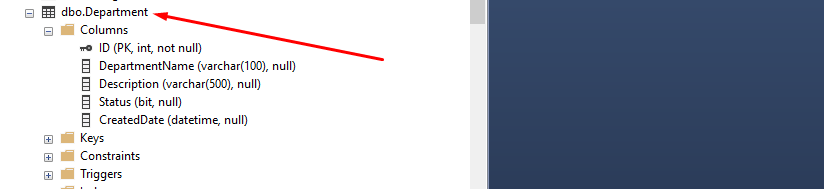 dbo.Department
Columns
ID (PK, int, not null)
DepartmentName (varchar(100), null)
Description (varchar(500), null)
Status (bit, null)
CreatedDate (datetime, null)
Keys
Constraints
Triggers